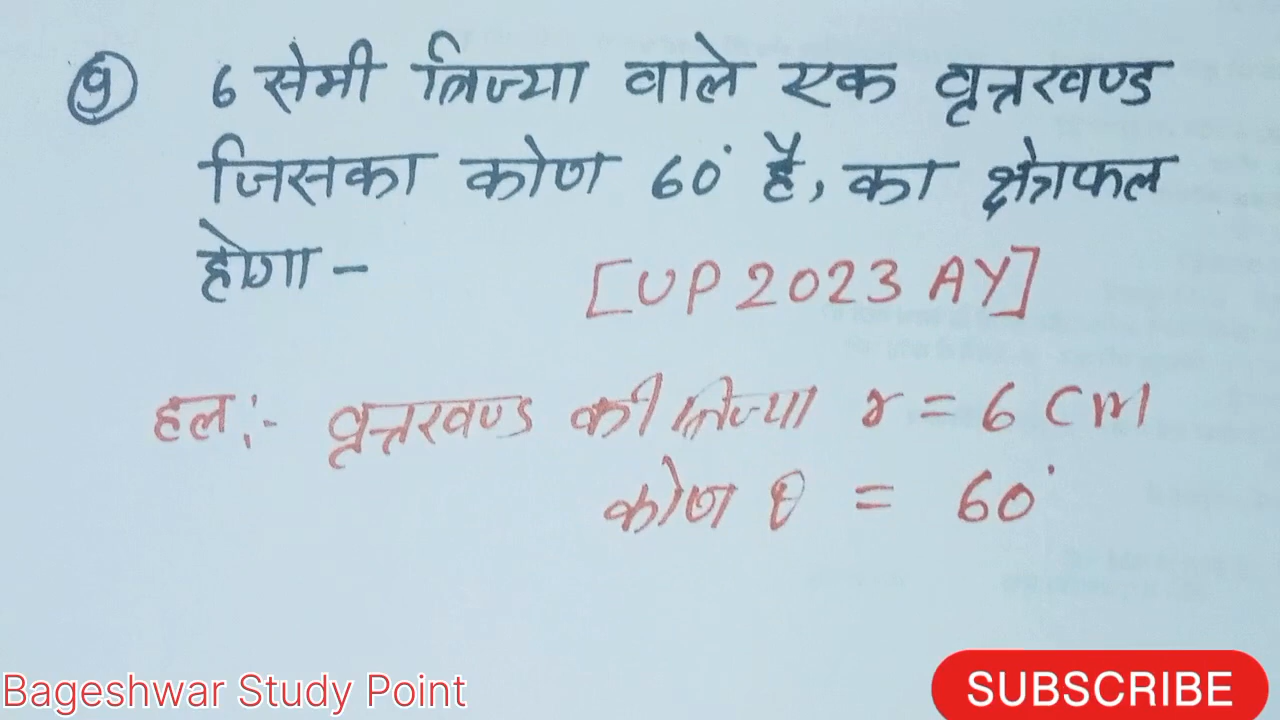 9 6 सेमी त्रिज्या वाले एक वृत्तखण्ड
जिसका कोण 60° है, का क्षेत्रफल
होगा -
[UP 2023 AY]
हल:- वृत्तखण्ड की त्रिज्या r = 6 cm
कोण θ = 60°
Bageshwar Study Point
SUBSCRIBE